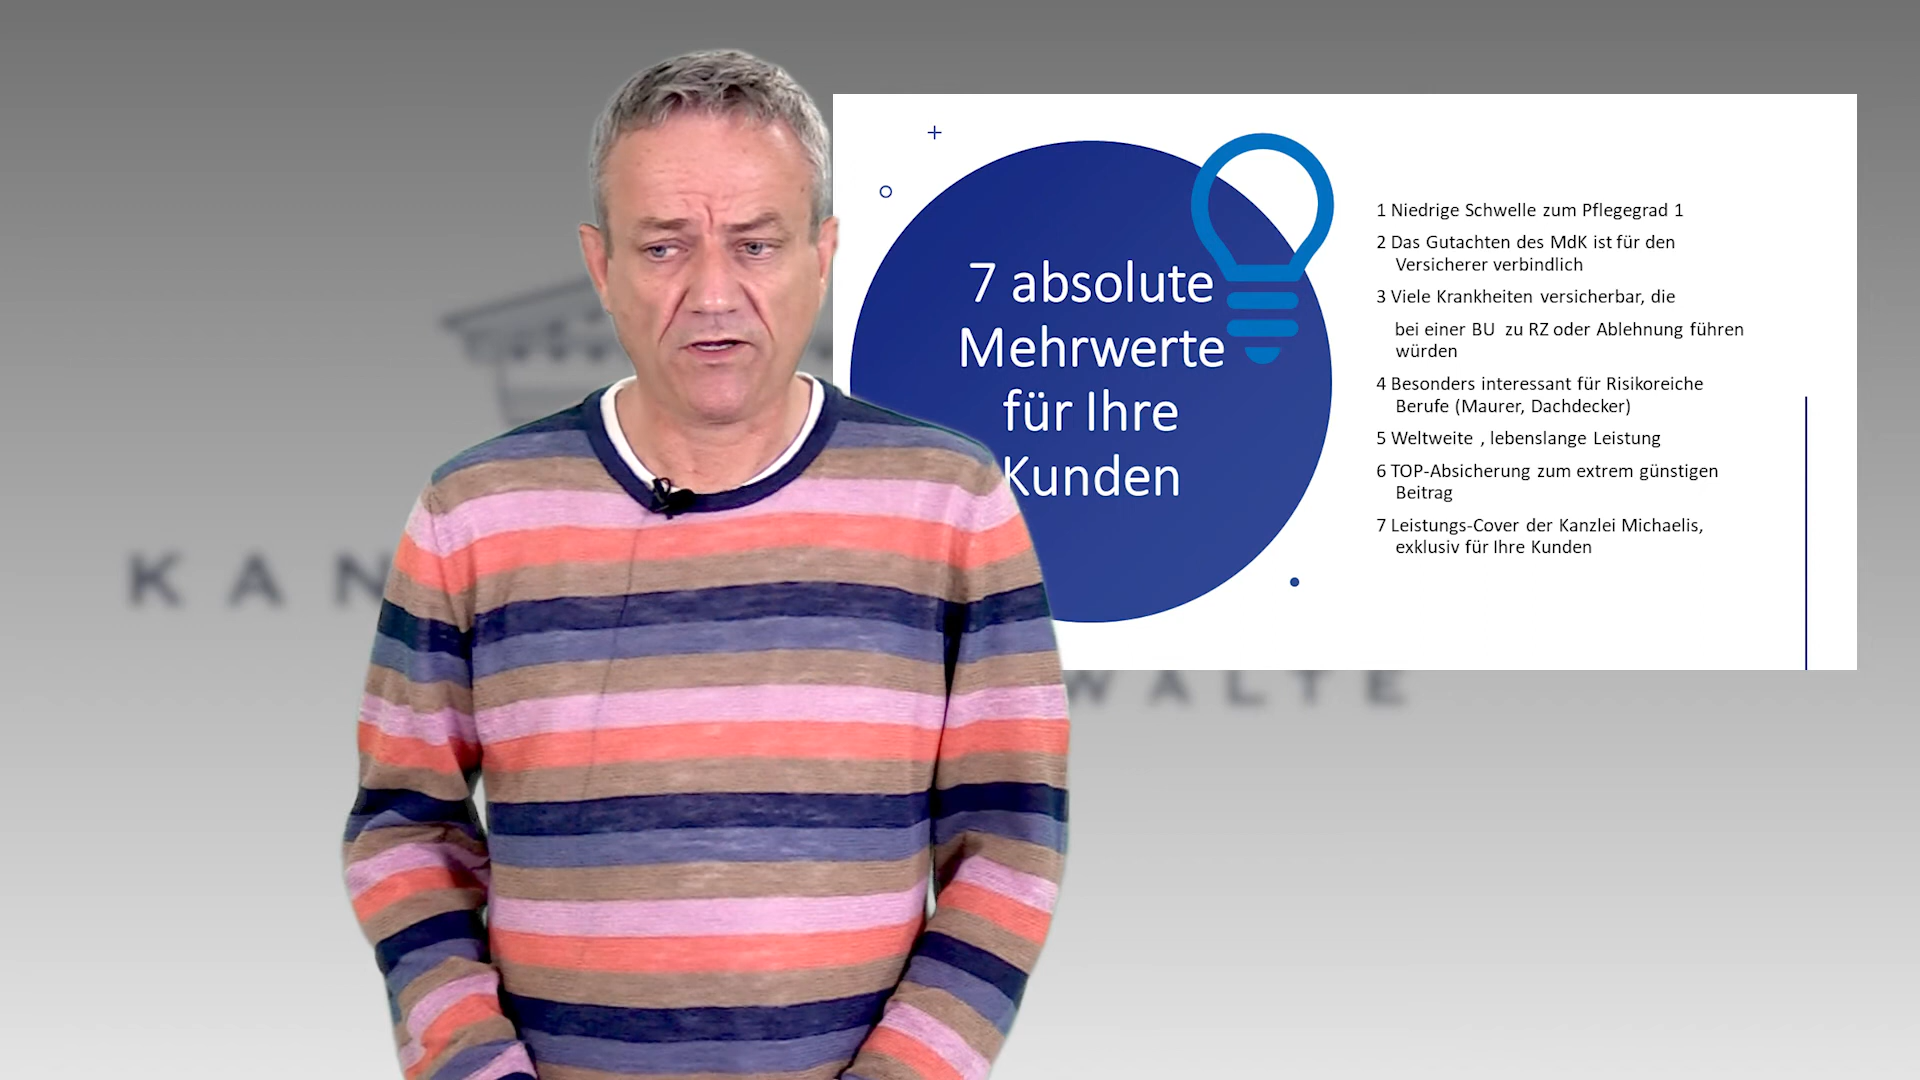 7 absolute
Mehrwerte
für Ihre
Kunden
1 Niedrige Schwelle zum Pflegegrad 1
2 Das Gutachten des MdK ist für den
Versicherer verbindlich
3 Viele Krankheiten versicherbar, die
bei einer BU zu RZ oder Ablehnung führen
würden
4 Besonders interessant für Risikoreiche
Berufe (Maurer, Dachdecker)
5 Weltweite , lebenslange Leistung
6 TOP-Absicherung zum extrem günstigen
Beitrag
7 Leistungs-Cover der Kanzlei Michaelis,
exklusiv für Ihre Kunden
KAN
WÄLTE